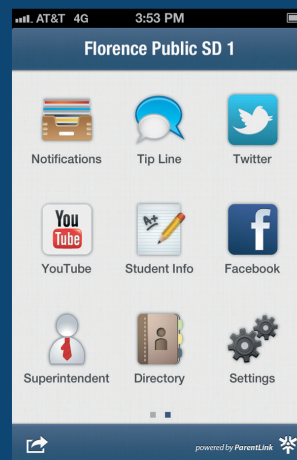 AT&T 4G 3:53 PM
Florence Public SD 1
Notifications Tip Line Twitter
You
Tube
A+
YouTube Student Info Facebook
Superintendent Directory Settings
powered by ParentLink